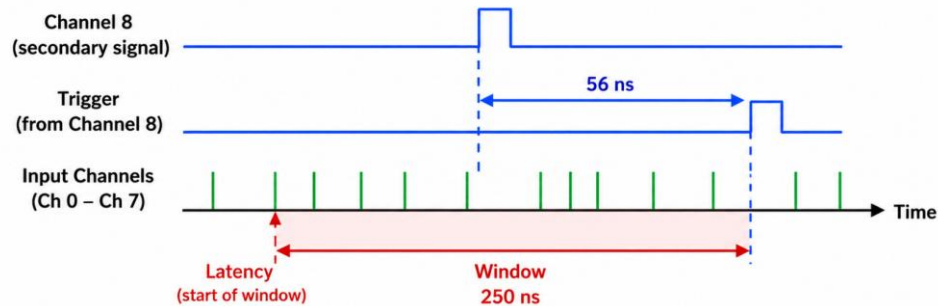 Channel 8
(secondary signal)
56 ns
Trigger
(from Channel 8)
Input Channels
(Ch 0 – Ch 7)
Time
Latency
(start of window)
Window
250 ns